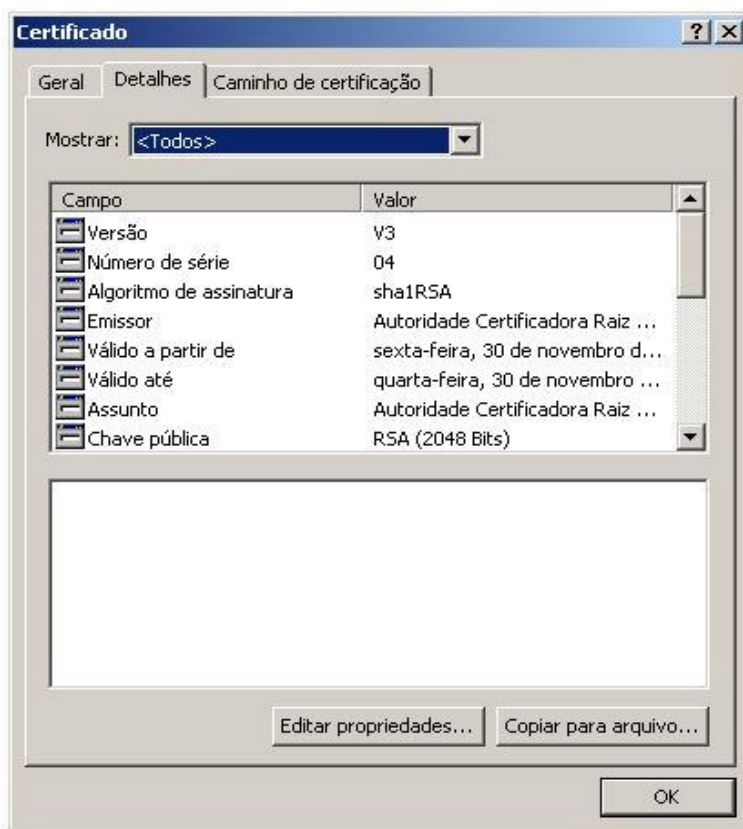 Certificado
Geral Detalhes Caminho de certificação
Mostrar: <Todos>
Campo Valor
Versão V3
Número de série 04
Algoritmo de assinatura sha1RSA
Emissor Autoridade Certificadora Raiz ...
Válido a partir de sexta-feira, 30 de novembro d...
Válido até quarta-feira, 30 de novembro ...
Assunto Autoridade Certificadora Raiz ...
Chave pública RSA (2048 Bits)
Editar propriedades... Copiar para arquivo...
OK